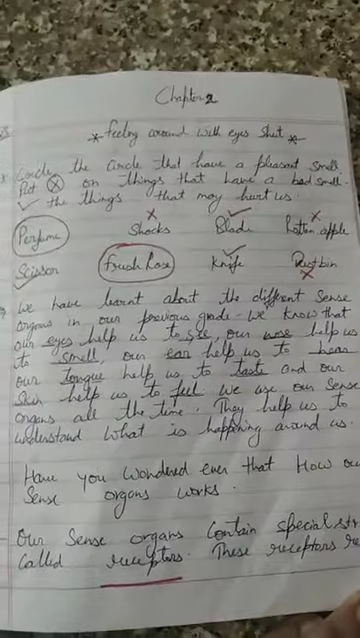 Chapter 2
* Feeling around with eyes shut *
* Circle the Circle that have a pleasant smell.
Put ⊗ on things that have a bad smell.
✓ the things that may hurt us.
Perfume Shocks Blade Rotten apple
Scissor Fresh Rose Knife Dustbin
We have learnt about the different sense
organs in our previous grade. We know that
our eyes help us to see, our nose help us
to smell, our ear help us to hear
our tongue help us to taste and our
Skin help us to feel we use our sense
organs all the time. They help us to
understand what is happening around us.
Have you wondered ever that How our
Sense organs works.
Our Sense organs Contain special str
Called receptors. These receptors re